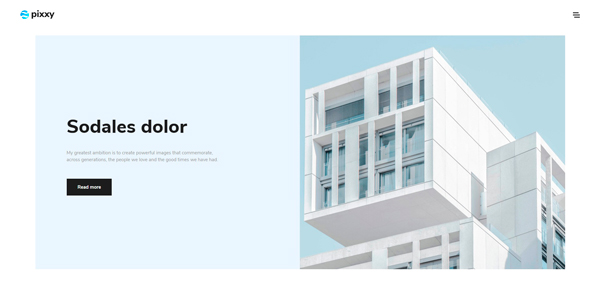 pixxy
Sodales dolor
My greatest ambition is to create powerful images that commemorate,
across generations, the people we love and the good times we have had.
Read more